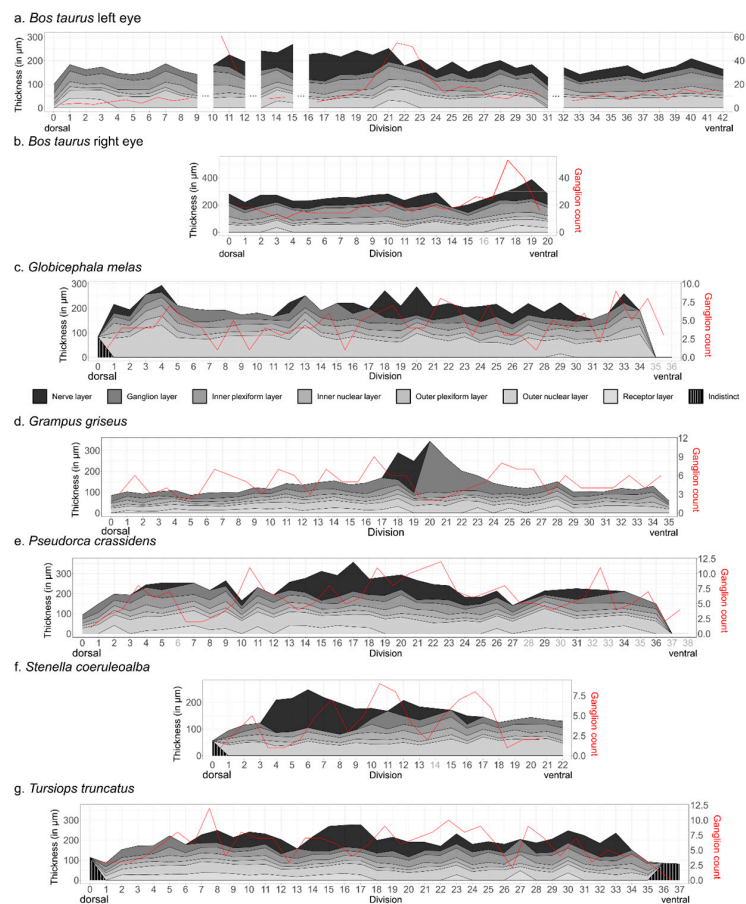 a. Bos taurus left eye
Thickness (in µm)
300
200
100
0
60
40
20
0
... ... ... ...
0 1 2 3 4 5 6 7 8 9 10 11 12 13 14 15 16 17 18 19 20 21 22 23 24 25 26 27 28 29 30 31 32 33 34 35 36 37 38 39 40 41 42
dorsal Division ventral
b. Bos taurus right eye
Thickness (in µm)
400
200
0
40
20
0
Ganglion count
0 1 2 3 4 5 6 7 8 9 10 11 12 13 14 15 16 17 18 19 20
dorsal Division ventral
c. Globicephala melas
Thickness (in µm)
300
200
100
0
10.0
7.5
5.0
2.5
0.0
Ganglion count
0 1 2 3 4 5 6 7 8 9 10 11 12 13 14 15 16 17 18 19 20 21 22 23 24 25 26 27 28 29 30 31 32 33 34 35 36
dorsal Division ventral
Nerve layer Ganglion layer Inner plexiform layer Inner nuclear layer Outer plexiform layer Outer nuclear layer Receptor layer Indistinct
d. Grampus griseus
Thickness (in µm)
300
200
100
0
12
9
6
3
0
Ganglion count
0 1 2 3 4 5 6 7 8 9 10 11 12 13 14 15 16 17 18 19 20 21 22 23 24 25 26 27 28 29 30 31 32 33 34 35
dorsal Division ventral
e. Pseudorca crassidens
Thickness (in µm)
300
200
100
0
12.5
10.0
7.5
5.0
2.5
0.0
Ganglion count
0 1 2 3 4 5 6 7 8 9 10 11 12 13 14 15 16 17 18 19 20 21 22 23 24 25 26 27 28 29 30 31 32 33 34 35 36 37 38
dorsal Division ventral
f. Stenella coeruleoalba
Thickness (in µm)
200
100
0
7.5
5.0
2.5
0.0
Ganglion count
0 1 2 3 4 5 6 7 8 9 10 11 12 13 14 15 16 17 18 19 20 21 22
dorsal Division ventral
g. Tursiops truncatus
Thickness (in µm)
300
200
100
0
12.5
10.0
7.5
5.0
2.5
0.0
Ganglion count
0 1 2 3 4 5 6 7 8 9 10 11 12 13 14 15 16 17 18 19 20 21 22 23 24 25 26 27 28 29 30 31 32 33 34 35 36 37
dorsal Division ventral